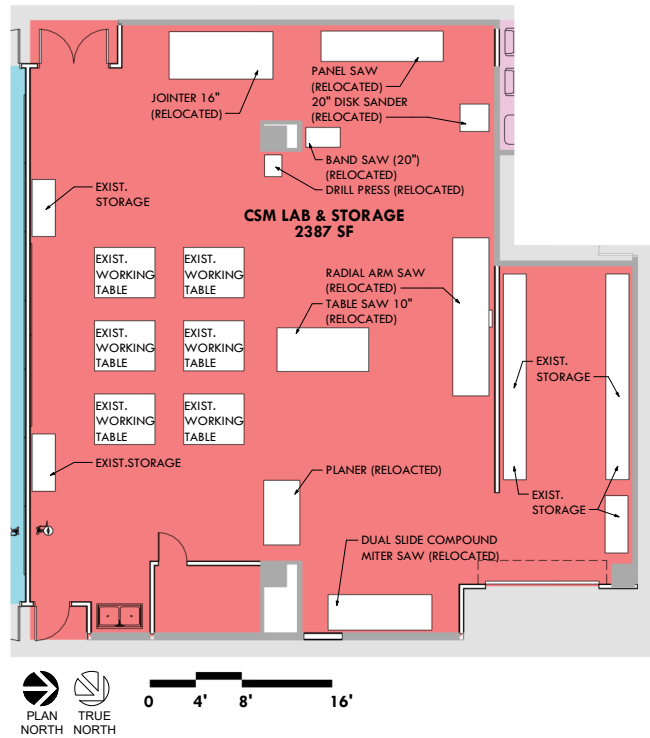 PANEL SAW
(RELOCATED)
JOINTER 16"
(RELOCATED)
20" DISK SANDER
(RELOCATED)
BAND SAW (20")
(RELOCATED)
DRILL PRESS (RELOCATED)
EXIST.
STORAGE
CSM LAB & STORAGE
2387 SF
EXIST.
WORKING
TABLE
EXIST.
WORKING
TABLE
RADIAL ARM SAW
(RELOCATED)
TABLE SAW 10"
(RELOCATED)
EXIST.
WORKING
TABLE
EXIST.
WORKING
TABLE
EXIST.
STORAGE
EXIST.
WORKING
TABLE
EXIST.
WORKING
TABLE
EXIST.STORAGE
PLANER (RELOACTED)
EXIST.
STORAGE
DUAL SLIDE COMPOUND
MITER SAW (RELOCATED)
PLAN
NORTH
TRUE
NORTH
0 4' 8' 16'